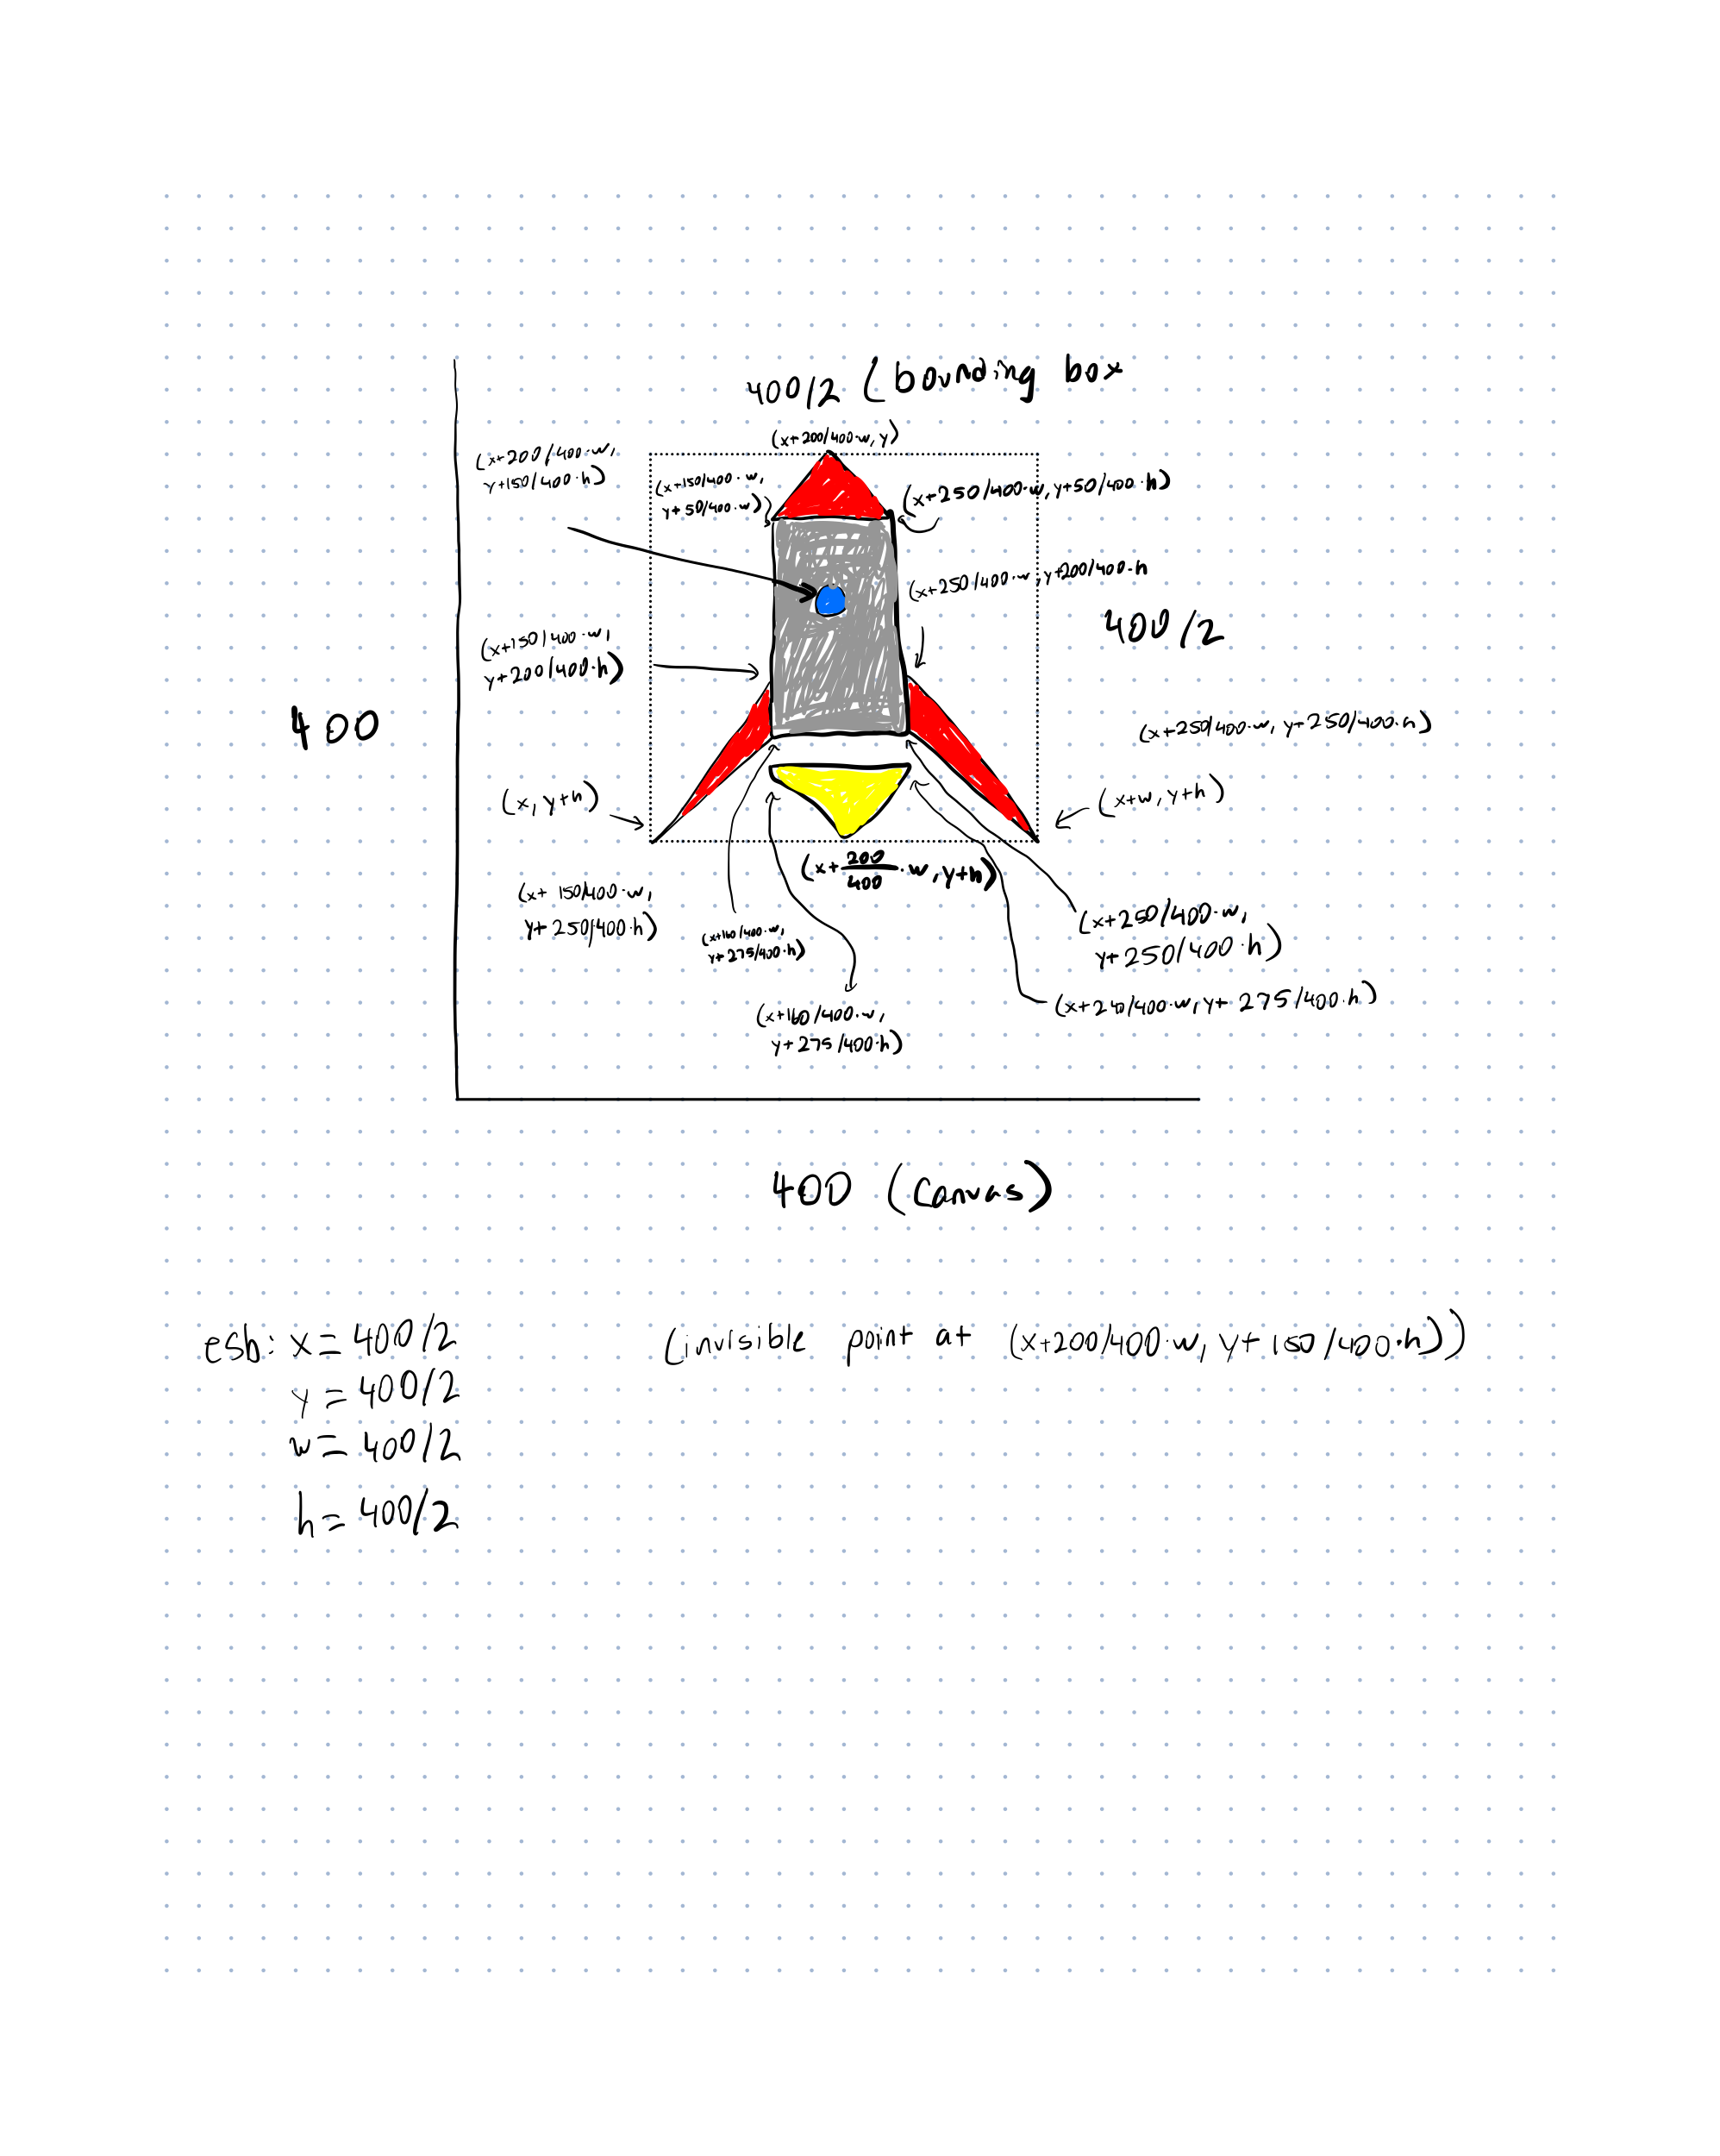 400/2 (bounding box
(x+200/400·w, y)
(x+200/400·w,
y+150/400·h)
(x+150/400·w,
y+50/400·w)
(x+250/400·w, y+50/400·h)
(x+250/400·w, y+200/400·h
400/2
(x+150/400·w,
y+200/400·h)
400
(x+250/400·w, y+250/400·h)
(x, y+h)
(x+w, y+h)
(x+200/400·w, y+h)
(x+ 150/400·w,
y+250/400·h)
(x+160/400·w,
y+275/400·h)
(x+250/400·w,
y+250/400·h)
(x+240/400·w, y+ 275/400·h)
(x+160/400·w,
y+275/400·h)
400 (Canvas)
esb: x = 400/2
y = 400/2
w = 400/2
h = 400/2
(invisible point at (x+200/400·w, y+150/400·h))